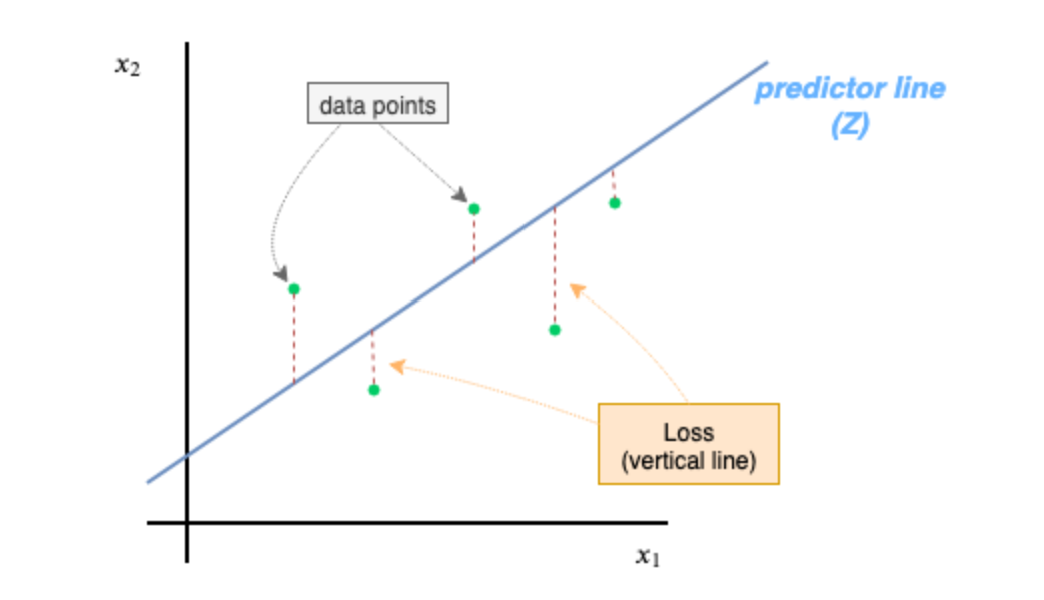 x₂
data points
predictor line
(Z)
Loss
(vertical line)
x₁